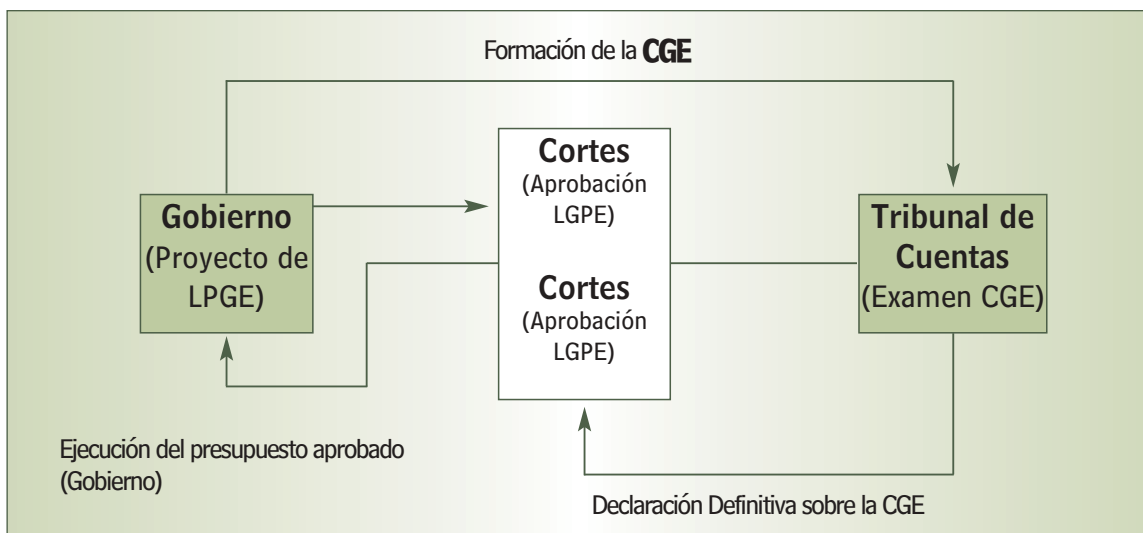 Formación de la CGE
Gobierno
(Proyecto de
LPGE)
Cortes
(Aprobación
LGPE)
Cortes
(Aprobación
LGPE)
Tribunal de
Cuentas
(Examen CGE)
Ejecución del presupuesto aprobado
(Gobierno)
Declaración Definitiva sobre la CGE